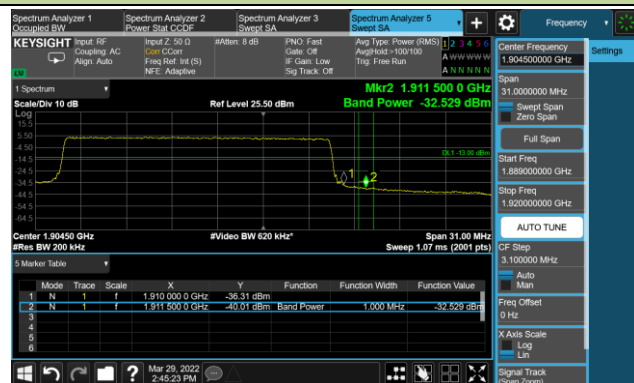 Spectrum Analyzer 1
Occupied BW
Spectrum Analyzer 2
Power Stat CCDF
Spectrum Analyzer 3
Swept SA
Spectrum Analyzer 5
Swept SA
Frequency
KEYSIGHT
Input: RF
Coupling: AC
Align: Auto
Input Z: 50 Ω
Corr CCorr
Freq Ref: Int (S)
NFE: Adaptive
#Atten: 8 dB
PNO: Fast
Gate: Off
IF Gain: Low
Sig Track: Off
Avg Type: Power (RMS)
Avg|Hold:>100/100
Trig: Free Run
1 2 3 4 5 6
A W W W W W
A N N N N N
LXI
1 Spectrum
Scale/Div 10 dB
Log
Ref Level 25.50 dBm
Mkr2 1.911 500 0 GHz
Band Power -32.529 dBm
15.5
5.50
-4.50
-14.5
-24.5
-34.5
-44.5
-54.5
-64.5
DL1 -13.00 dBm
1
2
Center 1.90450 GHz
#Res BW 200 kHz
#Video BW 620 kHz*
Span 31.00 MHz
Sweep 1.07 ms (2001 pts)
5 Marker Table
Mode Trace Scale X Y Function Function Width Function Value
1 N 1 f 1.910 000 0 GHz -36.31 dBm
2 N 1 f 1.911 500 0 GHz -40.01 dBm Band Power 1.000 MHz -32.529 dBm
3
4
5
6
Mar 29, 2022
2:45:23 PM
Center Frequency
1.904500000 GHz
Settings
Span
31.0000000 MHz
Swept Span
Zero Span
Full Span
Start Freq
1.889000000 GHz
Stop Freq
1.920000000 GHz
AUTO TUNE
CF Step
3.100000 MHz
Auto
Man
Freq Offset
0 Hz
X Axis Scale
Log
Lin
Signal Track
(Span Zoom)